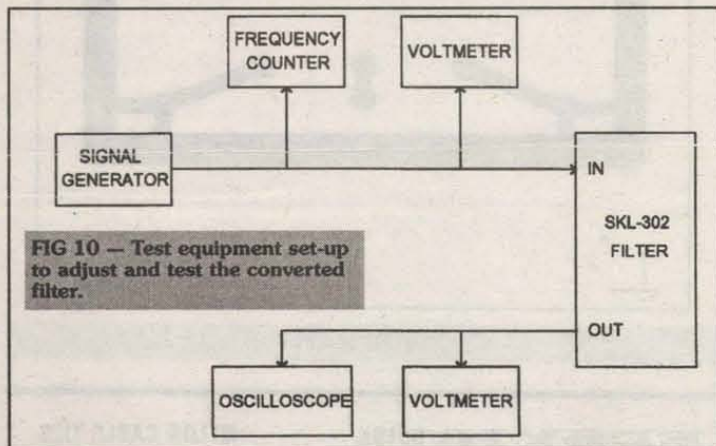 FREQUENCY
COUNTER
VOLTMETER
SIGNAL
GENERATOR
IN
SKL-302
FILTER
FIG 10 — Test equipment set-up
to adjust and test the converted
filter.
OUT
OSCILLOSCOPE
VOLTMETER